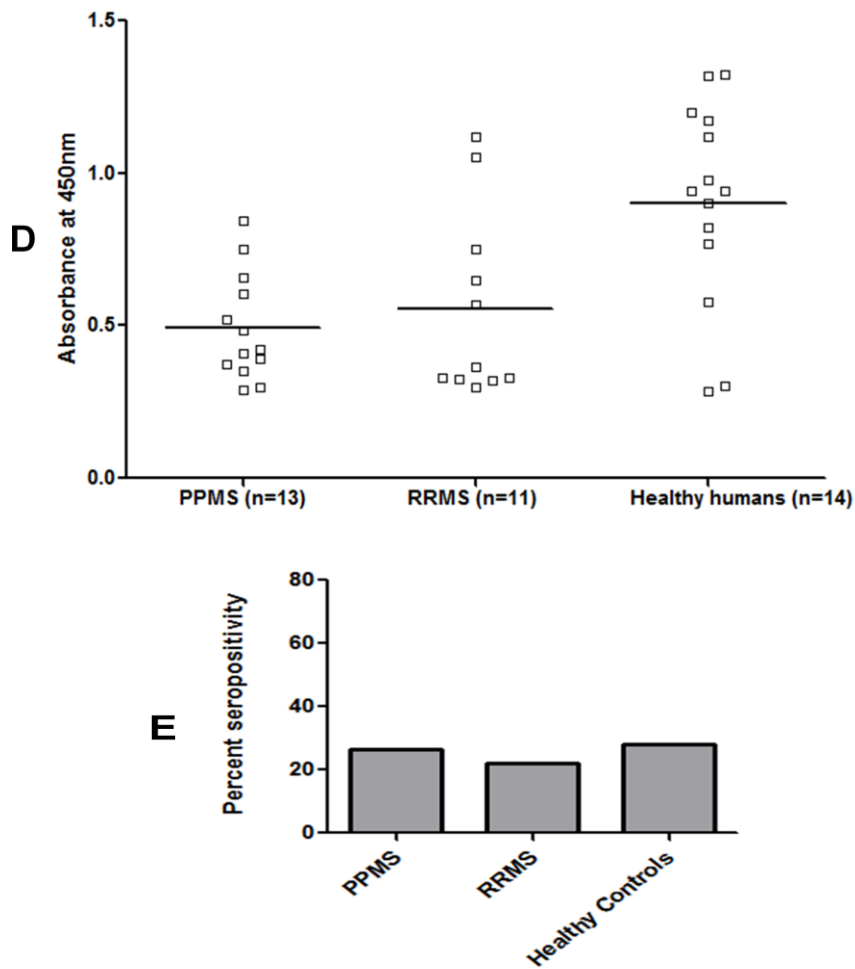 D
Absorbance at 450nm
1.5
1.0
0.5
0.0
PPMS (n=13) RRMS (n=11) Healthy humans (n=14)
E
Percent seropositivity
80
60
40
20
0
PPMS
RRMS
Healthy Controls